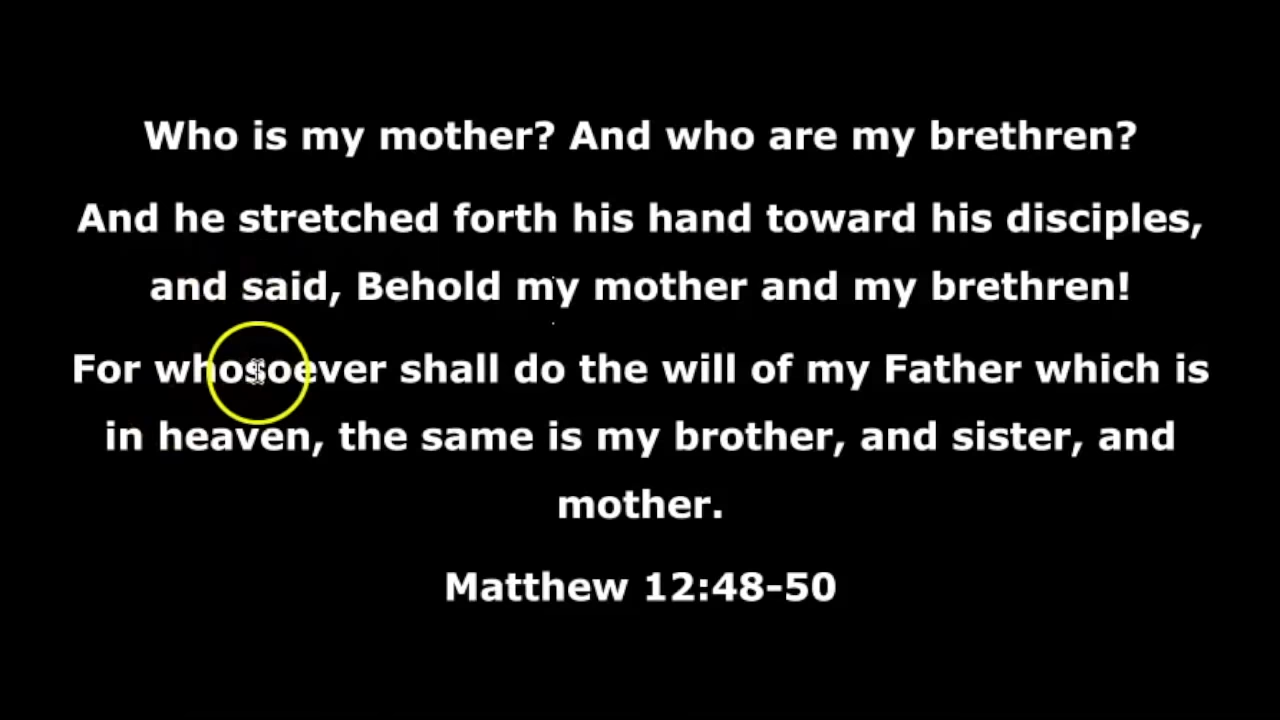 Who is my mother? And who are my brethren?
And he stretched forth his hand toward his disciples,
and said, Behold my mother and my brethren!
For whosoever shall do the will of my Father which is
in heaven, the same is my brother, and sister, and
mother.
Matthew 12:48-50